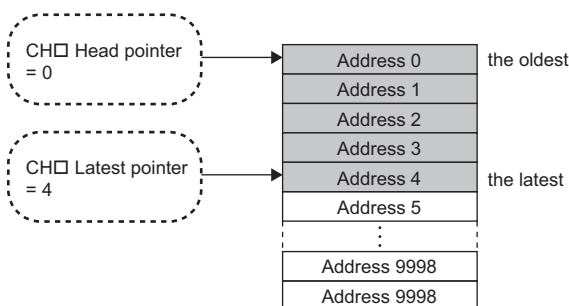 CH□ Head pointer
= 0
Address 0
the oldest
Address 1
Address 2
Address 3
CH□ Latest pointer
= 4
Address 4
the latest
Address 5
⋮
Address 9998
Address 9998